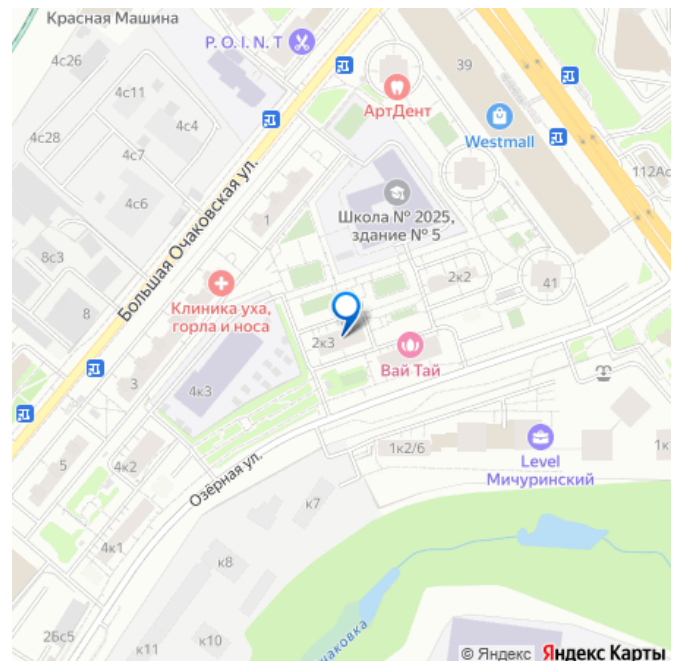 Красная Машина
P.O.I.N.T
4с26
39
4с11
АртДент
4с4
4с28
Westmall
4с7
112Ас
4с6
Большая Очаковская ул.
Школа № 2025,
здание № 5
1
8с3
2к2
41
Клиника уха,
горла и носа
8
2к3
Вай Тай
3
4к3
1к2/6
1к
Level
Мичуринский
5
4к2
Озёрная ул.
к7
4к1
к8
2Бс5
к10
к11
© Яндекс Яндекс Карты